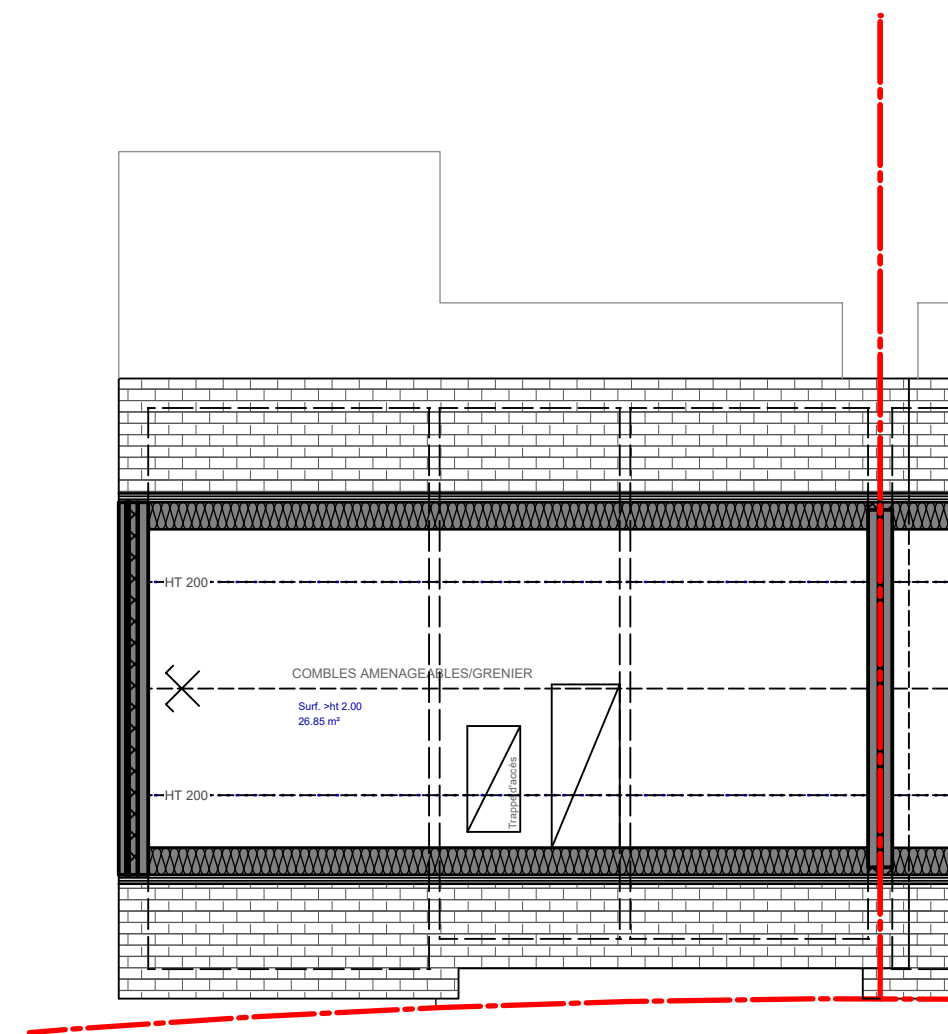 HT 200
COMBLES AMENAGEABLES/GRENIER
Surf. >ht 2.00
26.85 m²
Trappe d'accès
HT 200